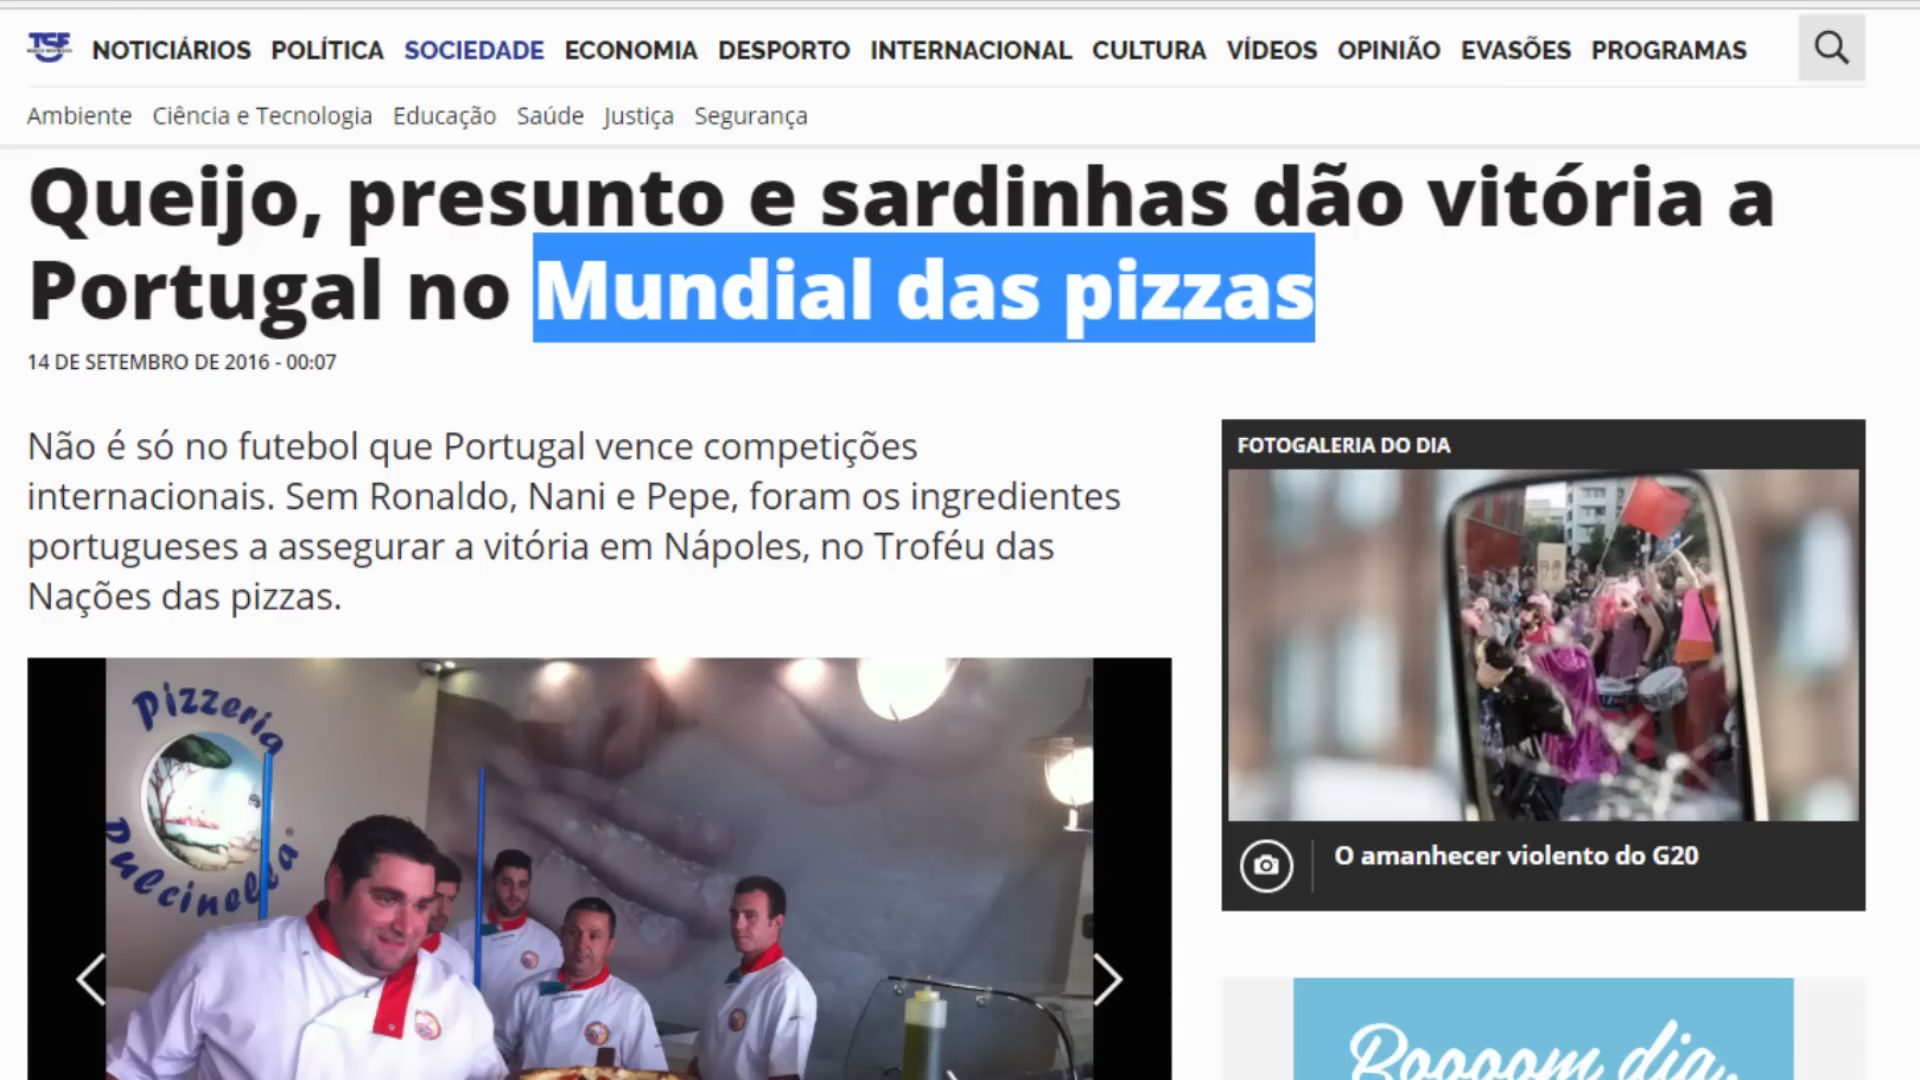 TSF
NOTICIÁRIOS POLÍTICA SOCIEDADE ECONOMIA DESPORTO INTERNACIONAL CULTURA VÍDEOS OPINIÃO EVASÕES PROGRAMAS
Ambiente Ciência e Tecnologia Educação Saúde Justiça Segurança
Queijo, presunto e sardinhas dão vitória a
Portugal no Mundial das pizzas
14 DE SETEMBRO DE 2016 - 00:07
Não é só no futebol que Portugal vence competições
internacionais. Sem Ronaldo, Nani e Pepe, foram os ingredientes
portugueses a assegurar a vitória em Nápoles, no Troféu das
Nações das pizzas.
FOTOGALERIA DO DIA
O amanhecer violento do G20
Pizzeria
Pulcinella
Boooom dia,